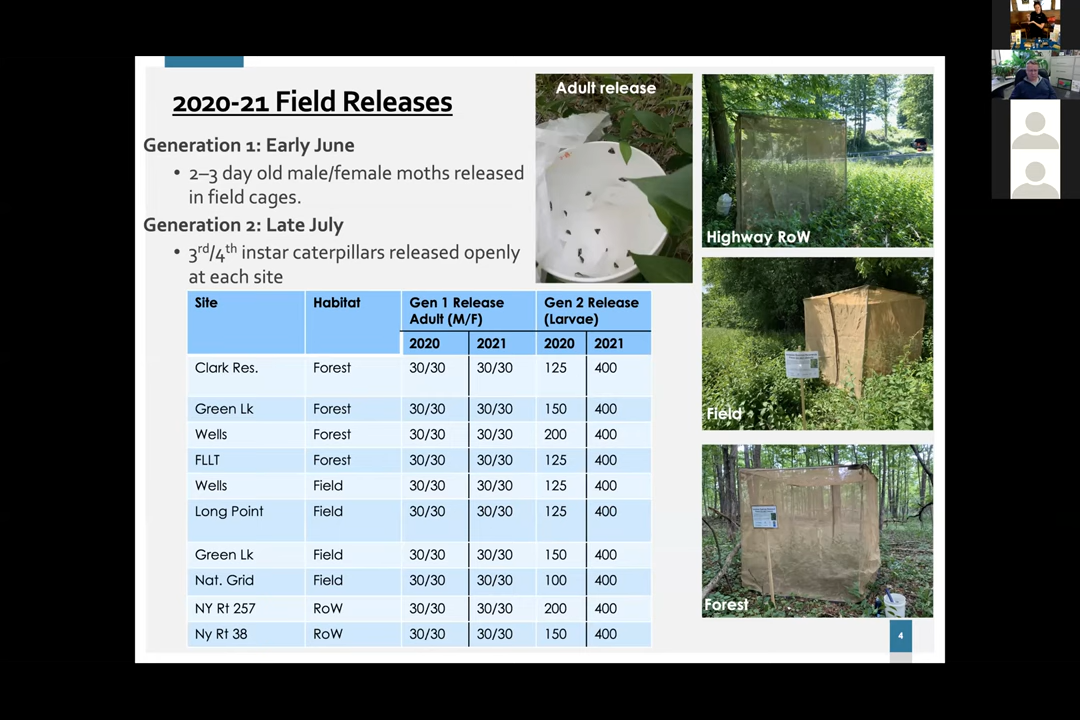 2020-21 Field Releases
Generation 1: Early June
• 2–3 day old male/female moths released
in field cages.
Generation 2: Late July
• 3rd/4th instar caterpillars released openly
at each site
Site Habitat Gen 1 Release Adult (M/F) Gen 2 Release (Larvae)
2020 2021 2020 2021
Clark Res. Forest 30/30 30/30 125 400
Green Lk Forest 30/30 30/30 150 400
Wells Forest 30/30 30/30 200 400
FLLT Forest 30/30 30/30 125 400
Wells Field 30/30 30/30 125 400
Long Point Field 30/30 30/30 125 400
Green Lk Field 30/30 30/30 150 400
Nat. Grid Field 30/30 30/30 100 400
NY Rt 257 RoW 30/30 30/30 200 400
Ny Rt 38 RoW 30/30 30/30 150 400
Adult release
Highway RoW
Field
Forest
4